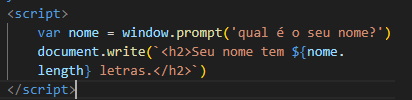 <script>
var nome = window.prompt('qual é o seu nome?')
document.write(`<h2>Seu nome tem ${nome.
length} letras.</h2>`)
</script>